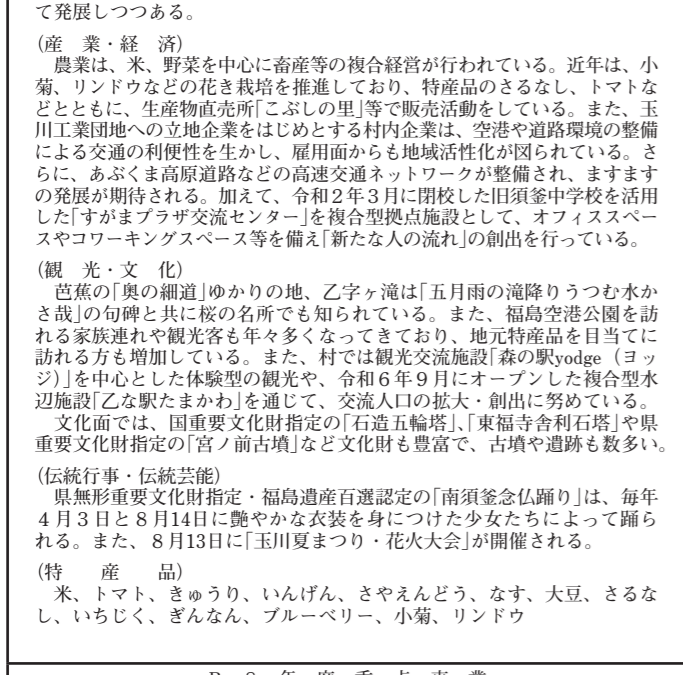 て発展しつつある。
(産　業・経　済)
　農業は、米、野菜を中心に畜産等の複合経営が行われている。近年は、小
菊、リンドウなどの花き栽培を推進しており、特産品のさるなし、トマトな
どとともに、生産物直売所「こぶしの里」等で販売活動をしている。また、玉
川工業団地への立地企業をはじめとする村内企業は、空港や道路環境の整備
による交通の利便性を生かし、雇用面からも地域活性化が図られている。さ
らに、あぶくま高原道路などの高速交通ネットワークが整備され、ますます
の発展が期待される。加えて、令和２年３月に閉校した旧須釜中学校を活用
した「すがまプラザ交流センター」を複合型拠点施設として、オフィススペー
スやコワーキングスペース等を備え「新たな人の流れ」の創出を行っている。
(観　光・文　化)
　芭蕉の「奥の細道」ゆかりの地、乙字ヶ滝は「五月雨の滝降りうつむ水か
さ哉」の句碑と共に桜の名所でも知られている。また、福島空港公園を訪
れる家族連れや観光客も年々多くなってきており、地元特産品を目当てに
訪れる方も増加している。また、村では観光交流施設「森の駅yodge（ヨッ
ジ）」を中心とした体験型の観光や、令和６年９月にオープンした複合型水
辺施設「乙な駅たまかわ」を通じて、交流人口の拡大・創出に努めている。
　文化面では、国重要文化財指定の「石造五輪塔」、「東福寺舎利石塔」や県
重要文化財指定の「宮ノ前古墳」など文化財も豊富で、古墳や遺跡も数多い。
(伝統行事・伝統芸能)
　県無形重要文化財指定・福島遺産百選認定の「南須釜念仏踊り」は、毎年
４月３日と８月14日に艶やかな衣装を身につけた少女たちによって踊ら
れる。また、８月13日に「玉川夏まつり・花火大会」が開催される。
(特　　産　　品)
　米、トマト、きゅうり、いんげん、さやえんどう、なす、大豆、さるな
し、いちじく、ぎんなん、ブルーベリー、小菊、リンドウ